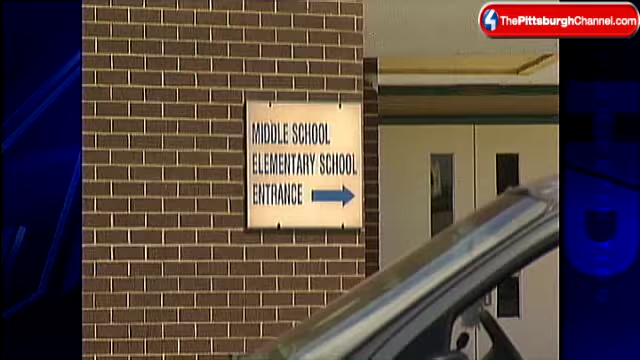 4 ThePittsburghChannel.com
MIDDLE SCHOOL
ELEMENTARY SCHOOL
ENTRANCE